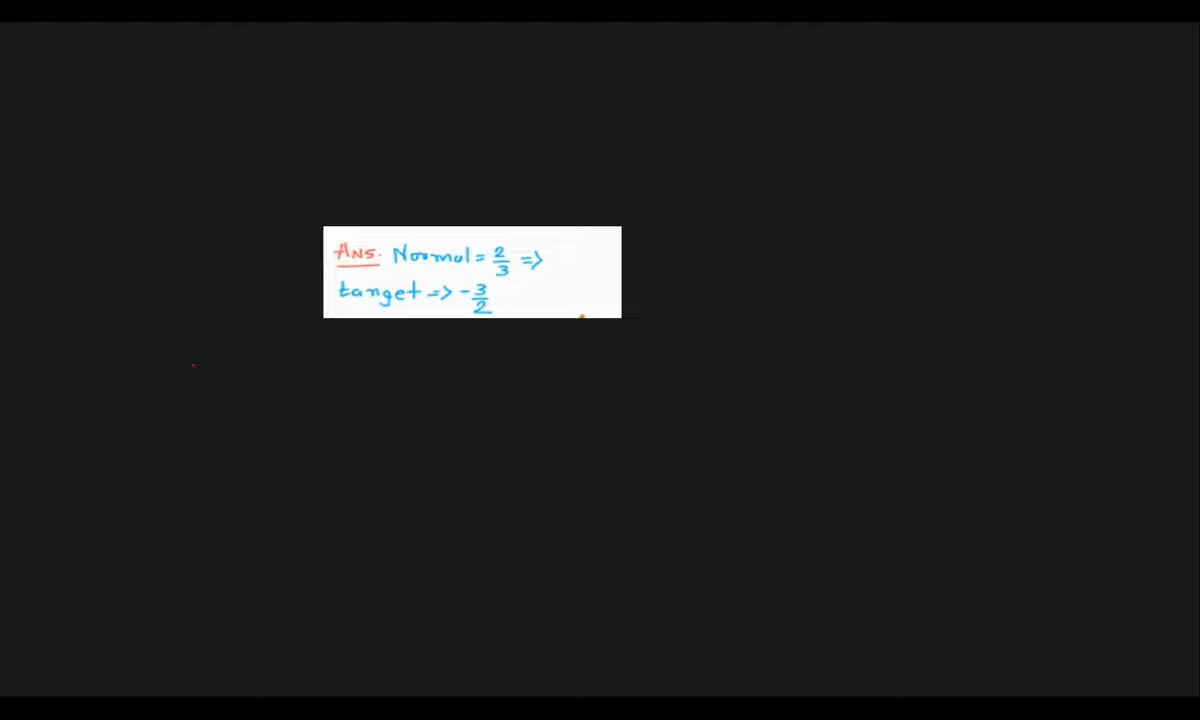 Ans. Normal = 2/3 =>
tanget => - 3/2